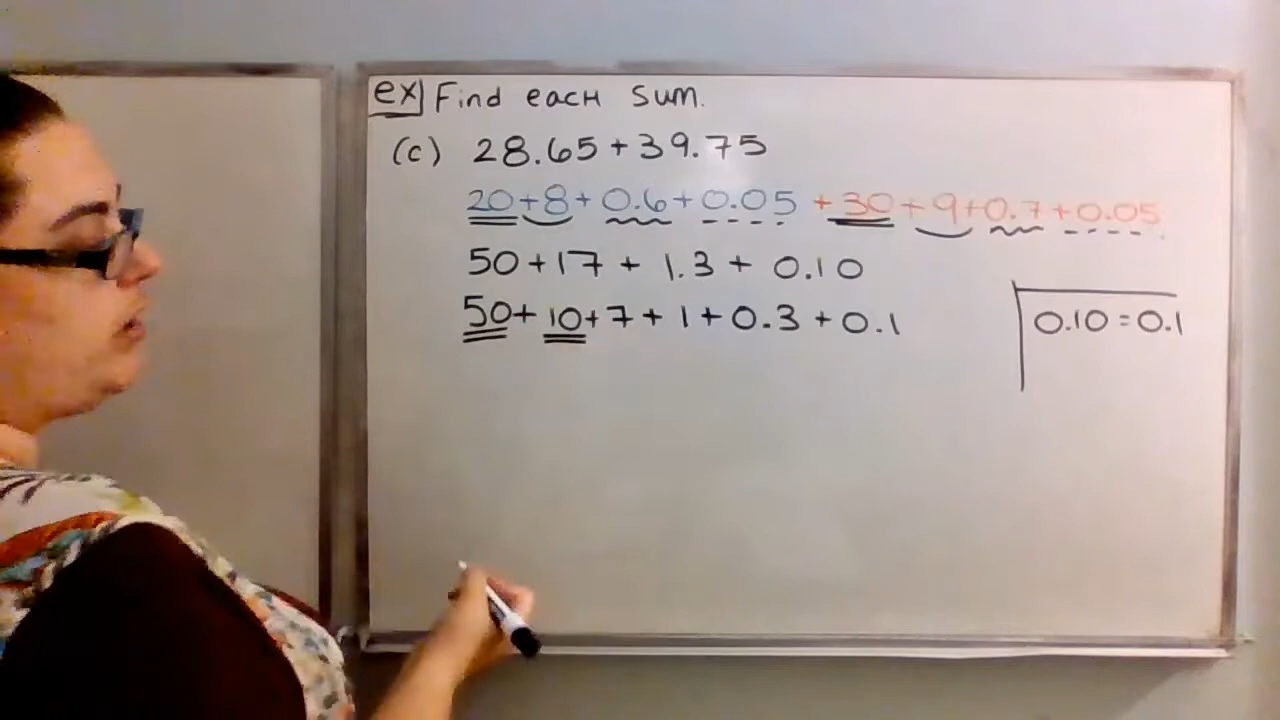 ex Find each sum.
(c) 28.65 + 39.75
20 + 8 + 0.6 + 0.05 + 30 + 9 + 0.7 + 0.05
50 + 17 + 1.3 + 0.10
50 + 10 + 7 + 1 + 0.3 + 0.1
0.10 = 0.1